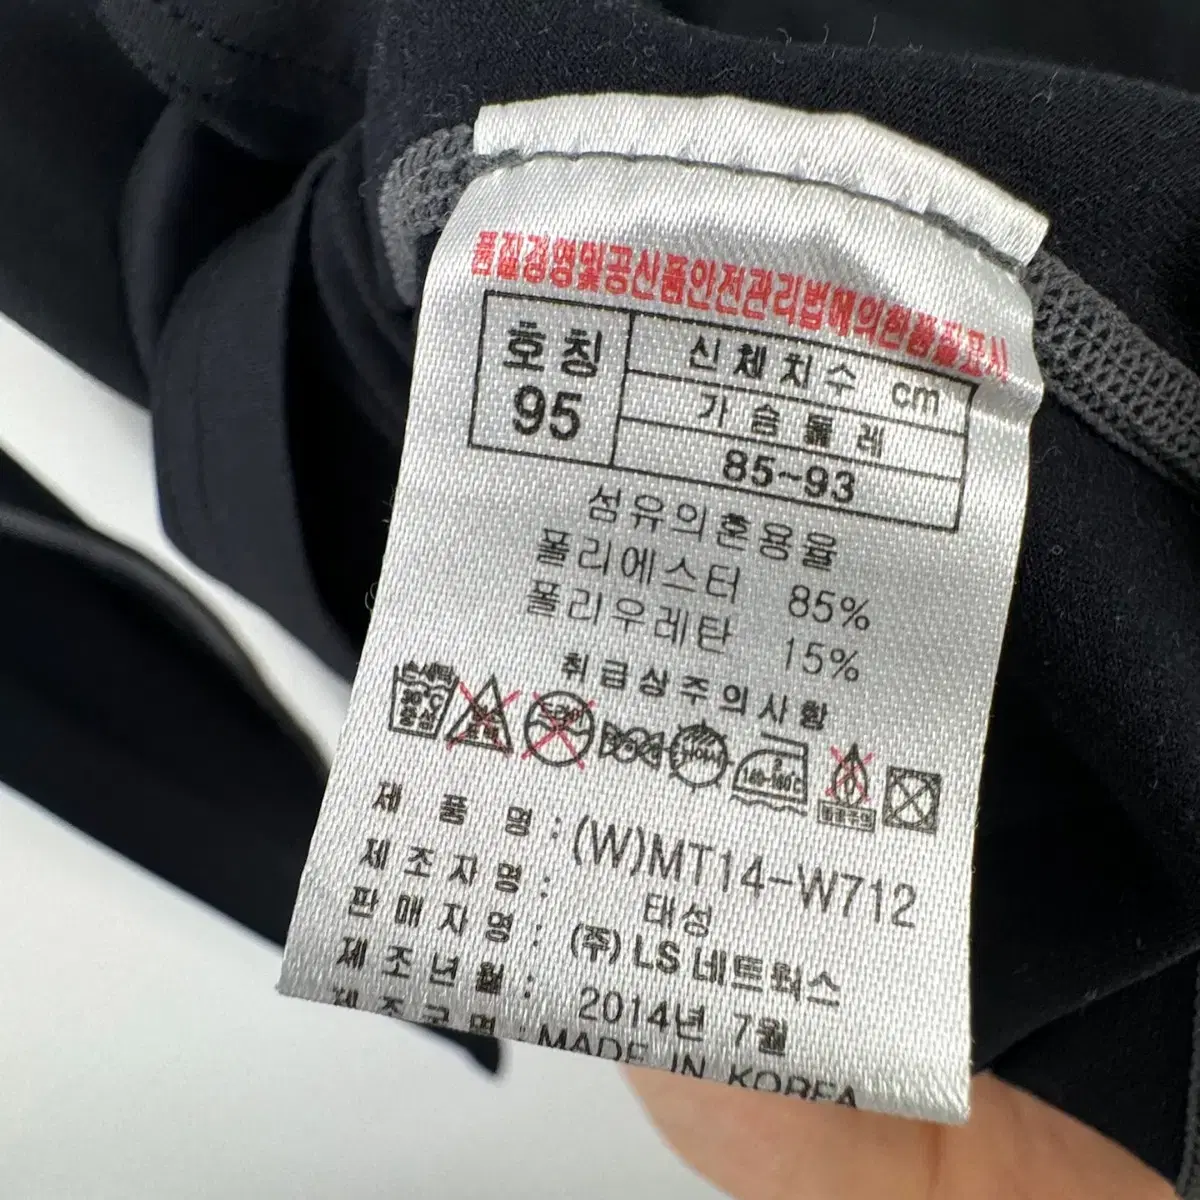 품질경영및공산품안전관리법에의한품질표시
호칭
95
신체치수 cm
가슴둘레
85~93
섬유의혼용율
폴리에스터 85%
폴리우레탄 15%
취급상주의사항
제품명 : (W)MT14-W712
제조자명 : 태성
판매자명 : (주)LS네트웍스
제조년월 : 2014년 7월
제조국명 : MADE IN KOREA